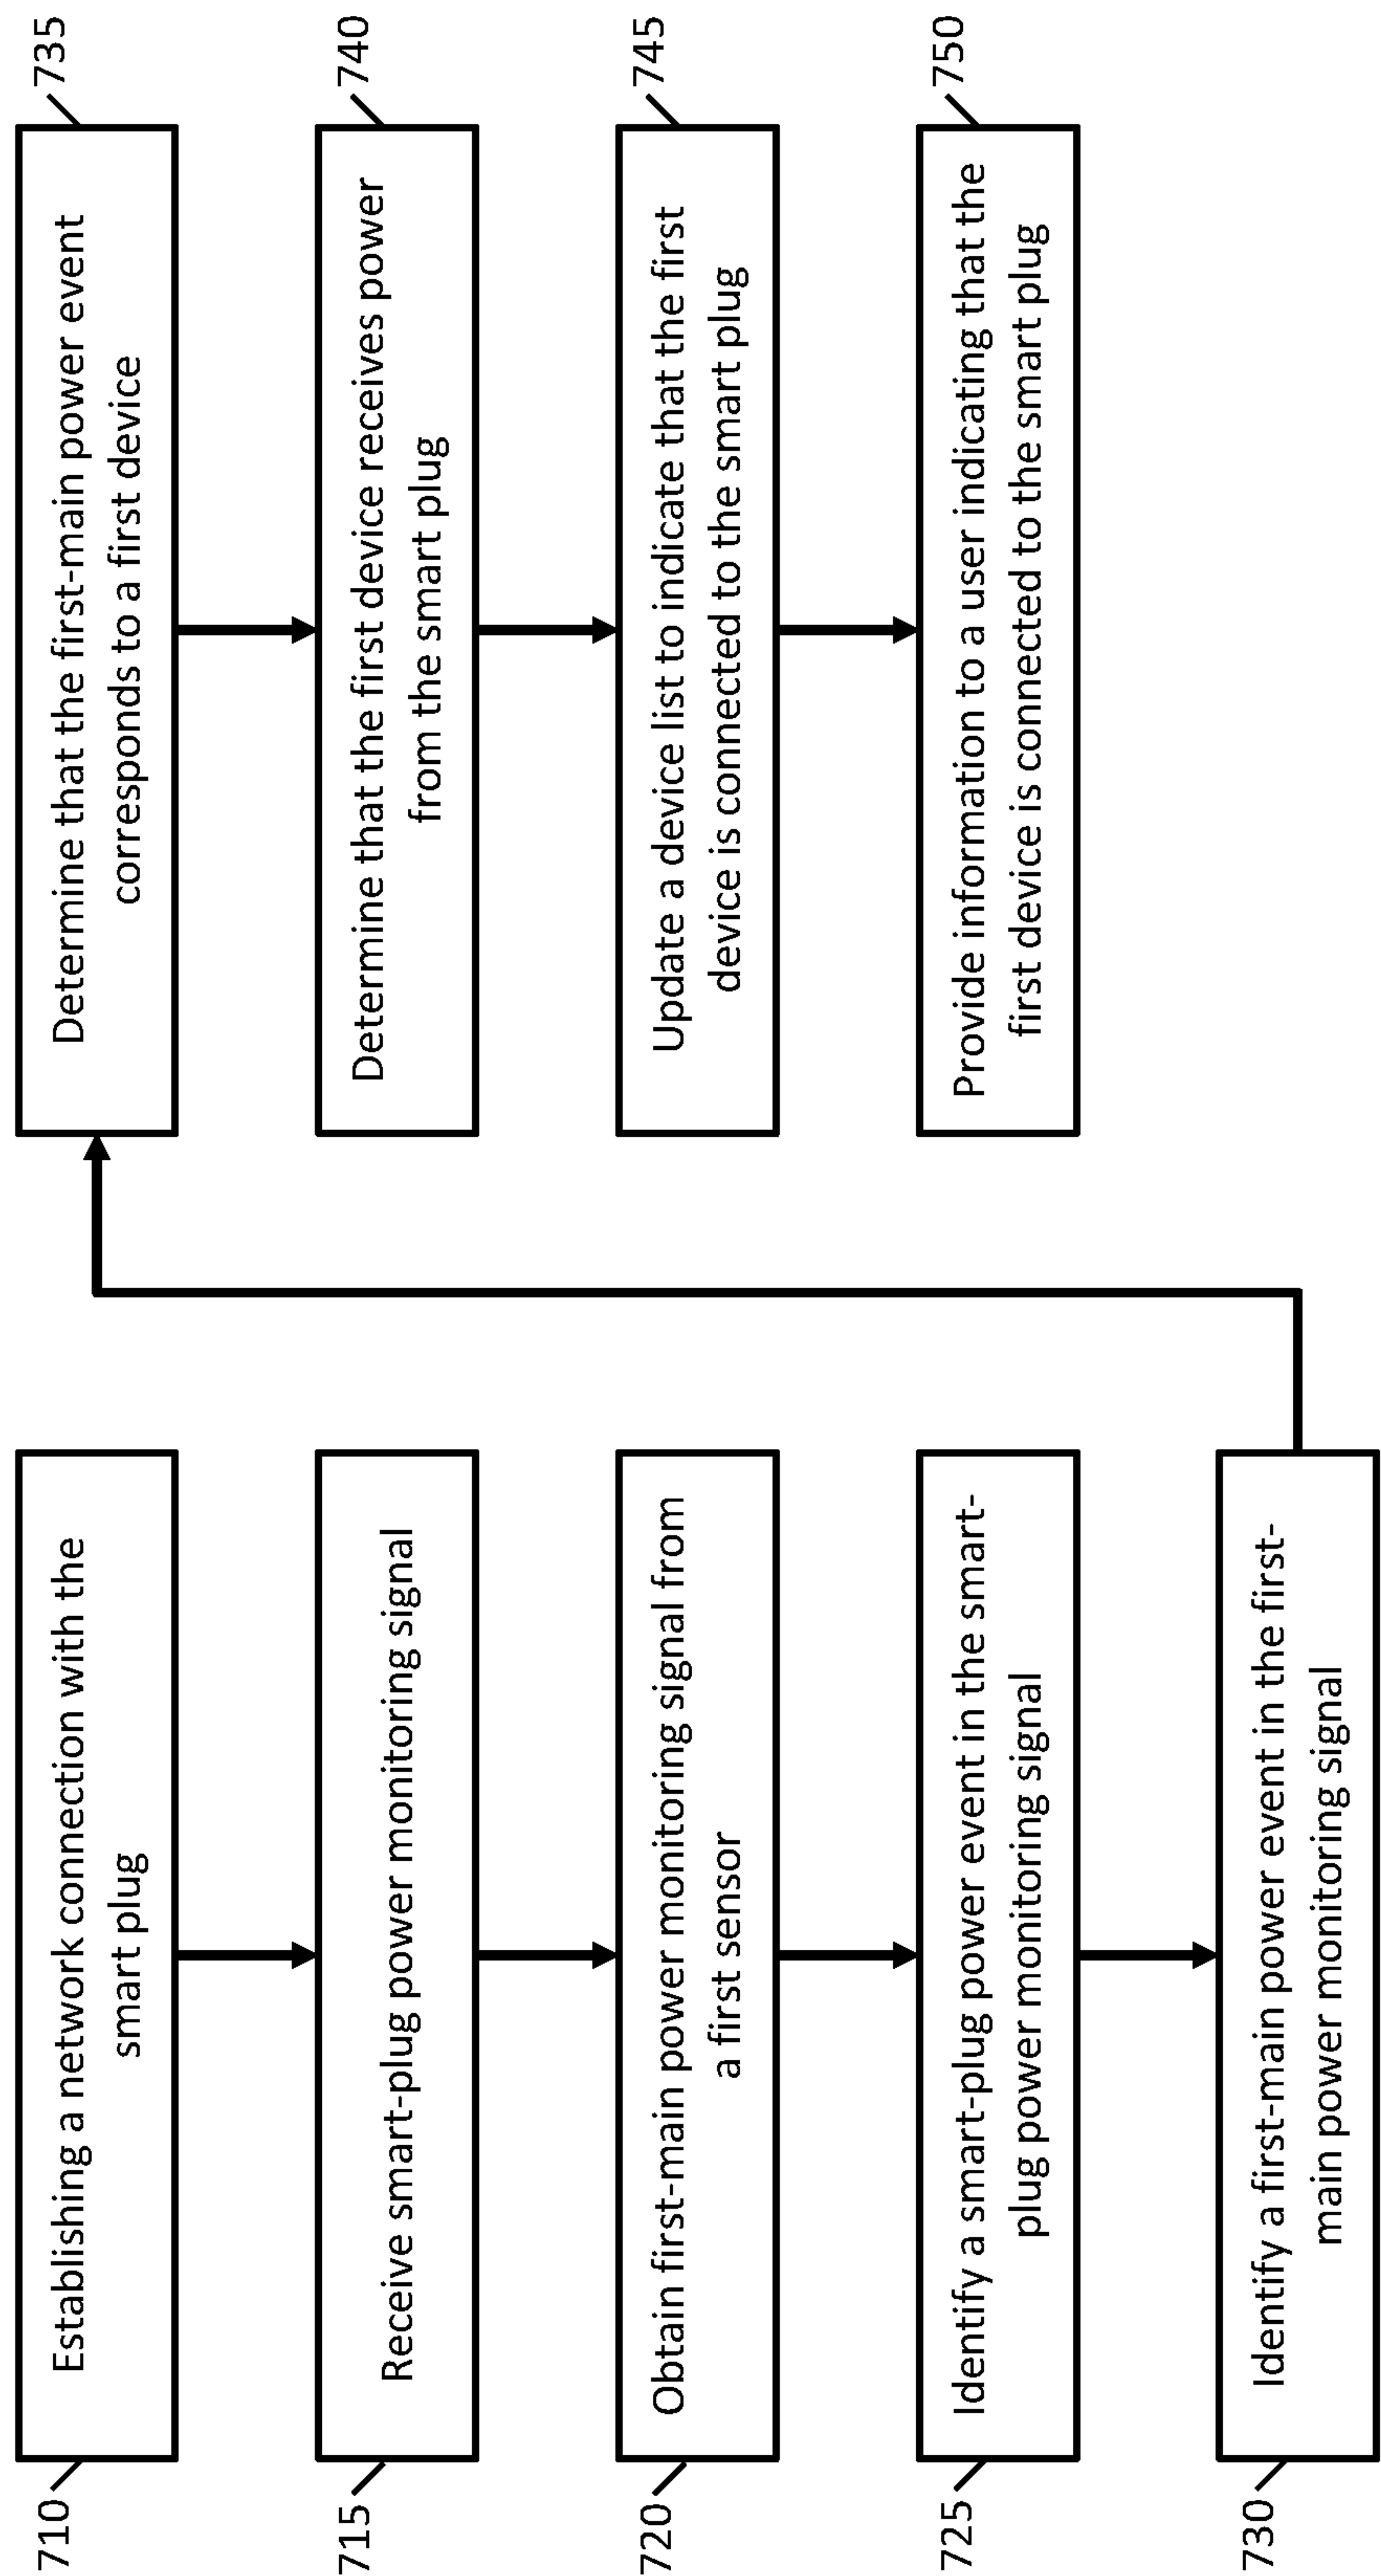 710
Establishing a network connection with the
smart plug
715
Receive smart-plug power monitoring signal
720
Obtain first-main power monitoring signal from
a first sensor
725
Identify a smart-plug power event in the smart-
plug power monitoring signal
730
Identify a first-main power event in the first-
main power monitoring signal
735
Determine that the first-main power event
corresponds to a first device
740
Determine that the first device receives power
from the smart plug
745
Update a device list to indicate that the first
device is connected to the smart plug
750
Provide information to a user indicating that the
first device is connected to the smart plug